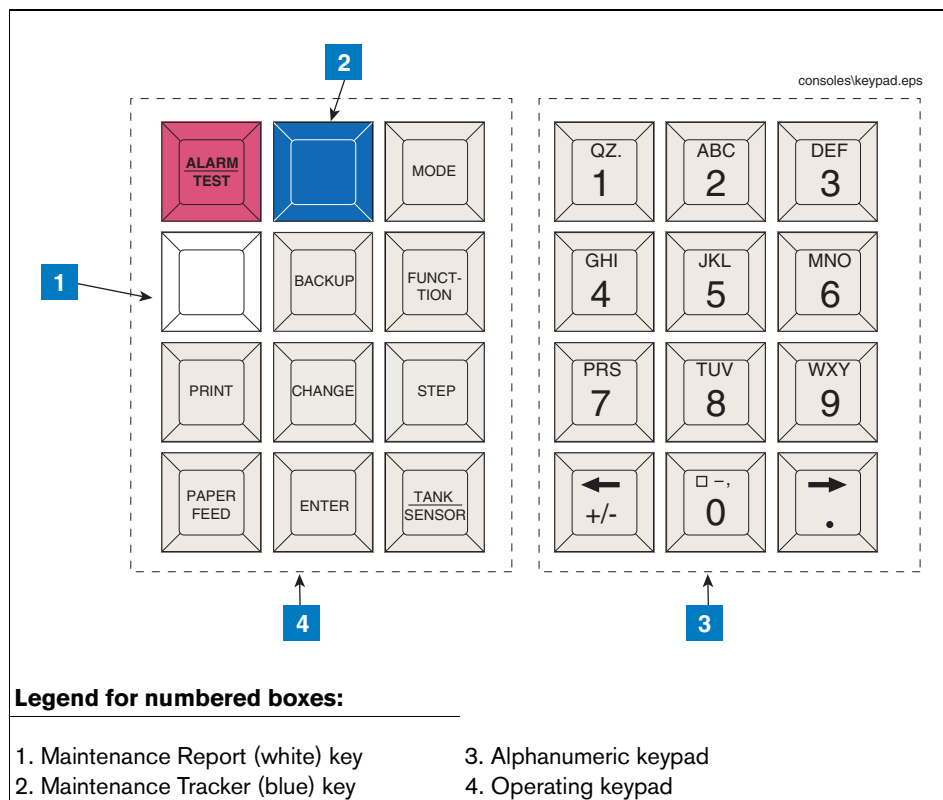 2
consoles\keypad.eps
ALARM
TEST
MODE
QZ.
1
ABC
2
DEF
3
1
BACKUP
FUNCT-
TION
GHI
4
JKL
5
MNO
6
PRINT
CHANGE
STEP
PRS
7
TUV
8
WXY
9
PAPER
FEED
ENTER
TANK
SENSOR
←
+/-
□ –,
0
→
.
4
3
Legend for numbered boxes:
1. Maintenance Report (white) key
2. Maintenance Tracker (blue) key
3. Alphanumeric keypad
4. Operating keypad